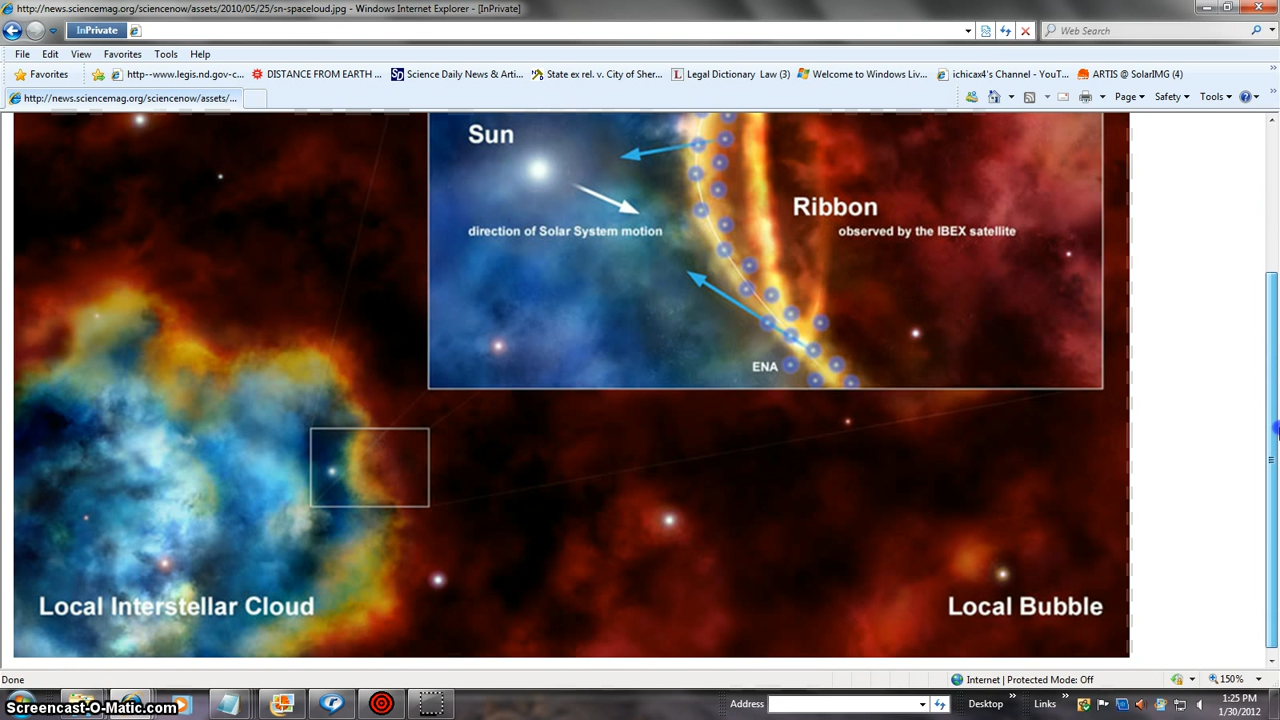 http://news.sciencemag.org/sciencenow/assets/2010/05/25/sn-spaceloud.jpg - Windows Internet Explorer - [InPrivate]
InPrivate
Web Search
File Edit View Favorites Tools Help
Favorites http--www.legis.nd.gov-c... DISTANCE FROM EARTH ... Science Daily News & Arti... State ex rel. v. City of Sher... Legal Dictionary Law (3) Welcome to Windows Liv... ichicax4's Channel - YouT... ARTIS @ SolarIMG (4)
http://news.sciencemag.org/sciencenow/assets/... Page Safety Tools
Sun
Ribbon
direction of Solar System motion
observed by the IBEX satellite
ENA
Local Interstellar Cloud
Local Bubble
Done Internet | Protected Mode: Off 150%
Screencast-O-Matic.com
Address Desktop Links 1:25 PM
1/30/2012